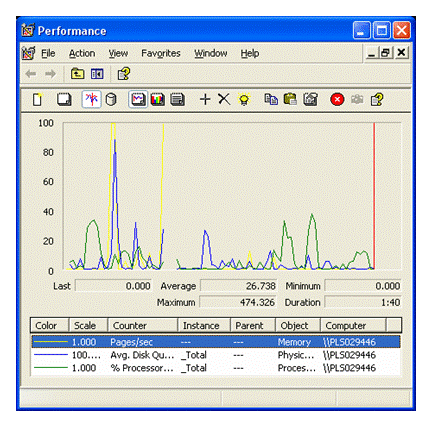 Performance
File Action View Favorites Window Help
100
80
60
40
20
0
Last 0.000 Average 26.738 Minimum 0.000
Maximum 474.326 Duration 1:40
Color Scale Counter Instance Parent Object Computer
1.000 Pages/sec --- --- Memory \\PLS029446
100.... Avg. Disk Qu... _Total --- Physic... \\PLS029446
1.000 % Processor... _Total --- Proces... \\PLS029446